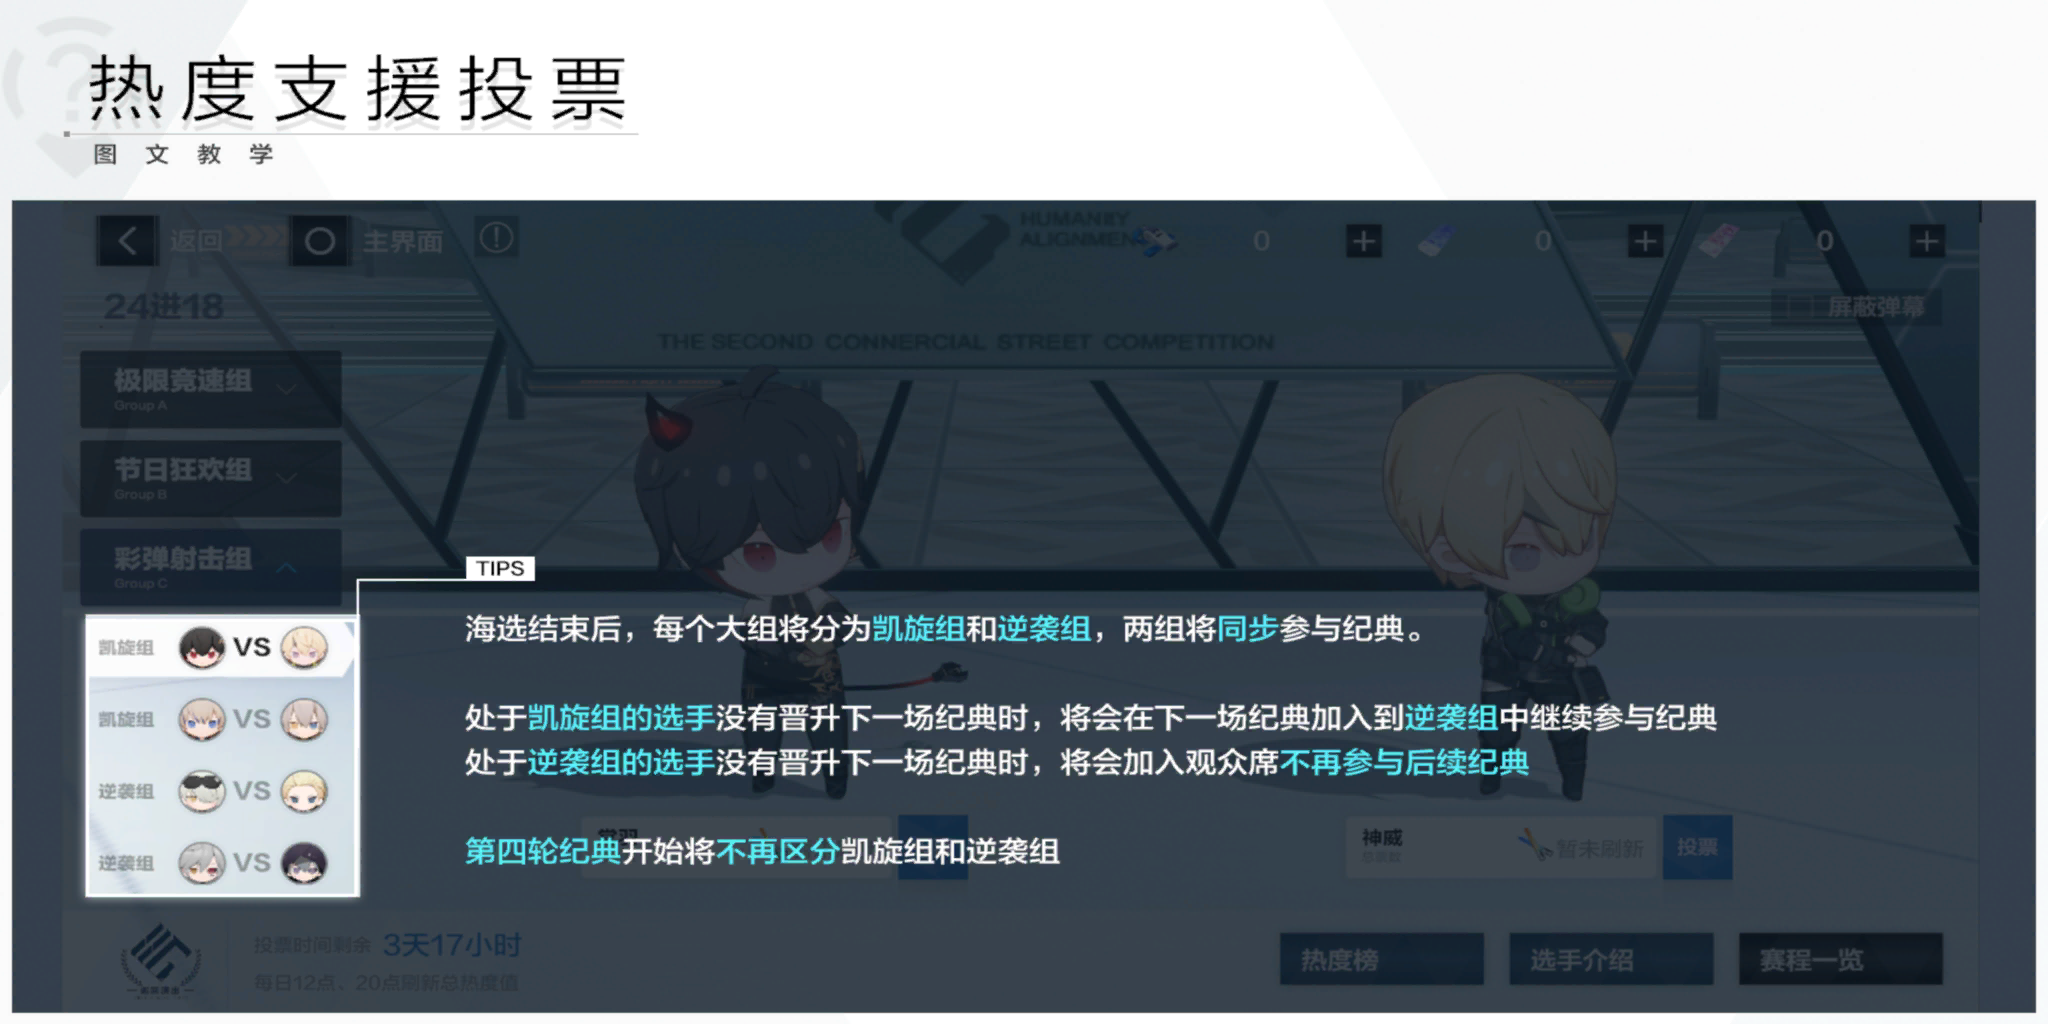 热度支援投票
图文教学
返回
主界面
HUMANITY
ALIGNMEN
0
0
0
24进18
屏蔽弹幕
THE SECOND CONNERCIAL STREET COMPETITION
极限竞速组
Group A
节日狂欢组
Group B
彩弹射击组
Group C
TIPS
凯旋组 VS
凯旋组 VS
逆袭组 VS
逆袭组 VS
海选结束后，每个大组将分为凯旋组和逆袭组，两组将同步参与纪典。
处于凯旋组的选手没有晋升下一场纪典时，将会在下一场纪典加入到逆袭组中继续参与纪典
处于逆袭组的选手没有晋升下一场纪典时，将会加入观众席不再参与后续纪典
第四轮纪典开始将不再区分凯旋组和逆袭组
神威
暂未刷新
投票
投票时间剩余 3天17小时
每日12点、20点刷新总热度值
热度榜
选手介绍
赛程一览